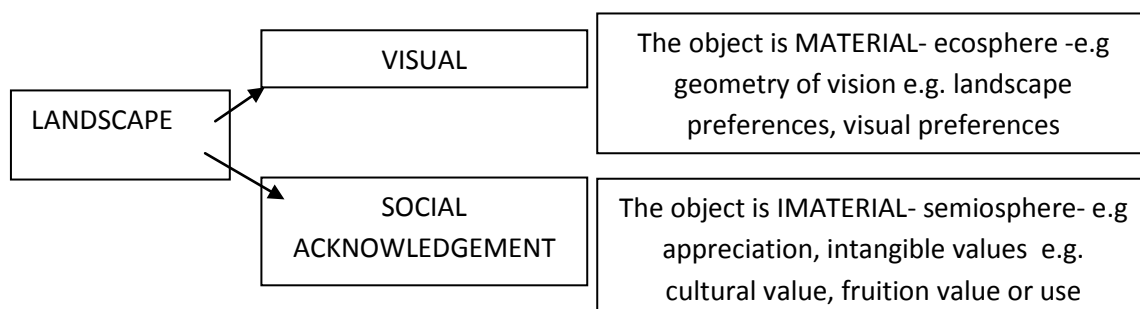 LANDSCAPE
VISUAL
The object is MATERIAL- ecosphere -e.g
geometry of vision e.g. landscape
preferences, visual preferences
SOCIAL
ACKNOWLEDGEMENT
The object is IMATERIAL- semiosphere- e.g
appreciation, intangible values e.g.
cultural value, fruition value or use